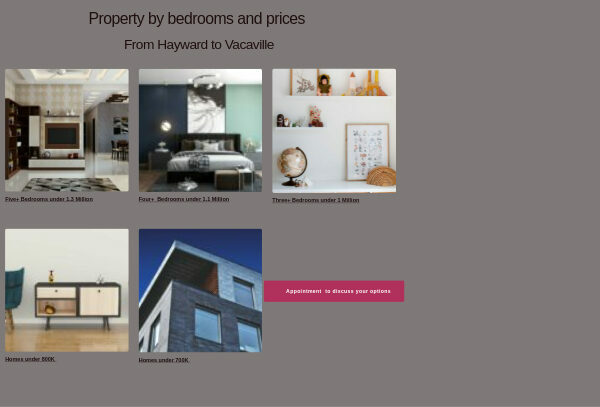 Property by bedrooms and prices
From Hayward to Vacaville
Five+ Bedrooms under 1.3 Million
Four+ Bedrooms under 1.1 Million
Three+ Bedrooms under 1 Million
Appointment to discuss your options
Homes under 800K
Homes under 700K